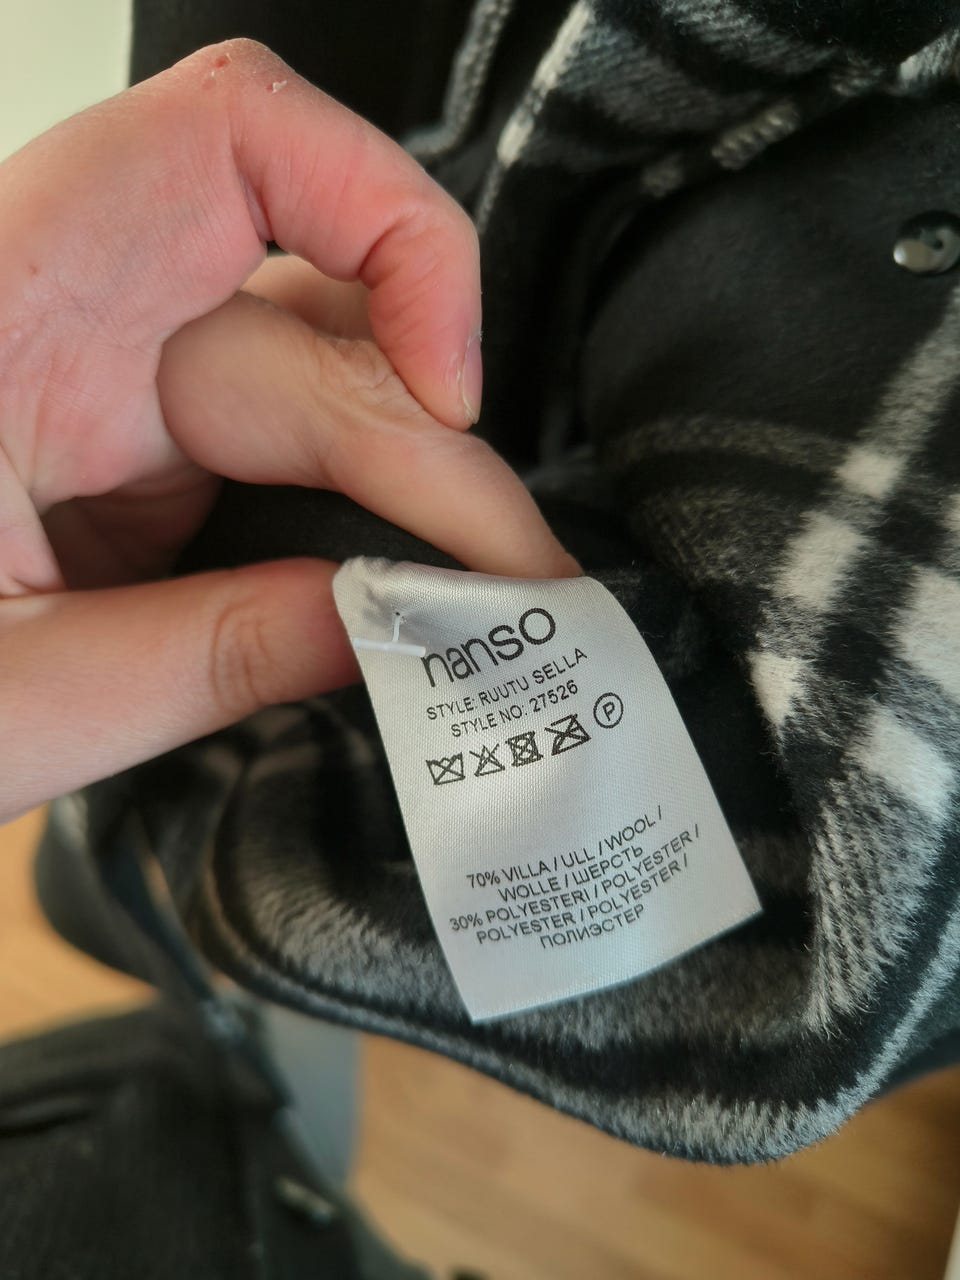 nanso
STYLE: RUUTU SELLA
STYLE NO: 27526
P
70% VILLA / ULL / WOOL /
WOLLE / ШЕРСТЬ
30% POLYESTERI / POLYESTER /
POLYESTER / POLYESTER /
ПОЛИЭСТЕР